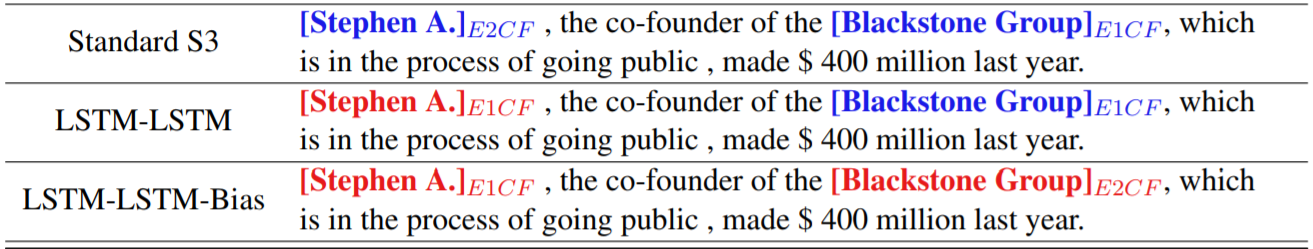 Standard S3 [Stephen A.]E2CF , the co-founder of the [Blackstone Group]E1CF, which
is in the process of going public , made $ 400 million last year.
LSTM-LSTM [Stephen A.]E1CF , the co-founder of the [Blackstone Group]E1CF, which
is in the process of going public , made $ 400 million last year.
LSTM-LSTM-Bias [Stephen A.]E1CF , the co-founder of the [Blackstone Group]E2CF, which
is in the process of going public , made $ 400 million last year.